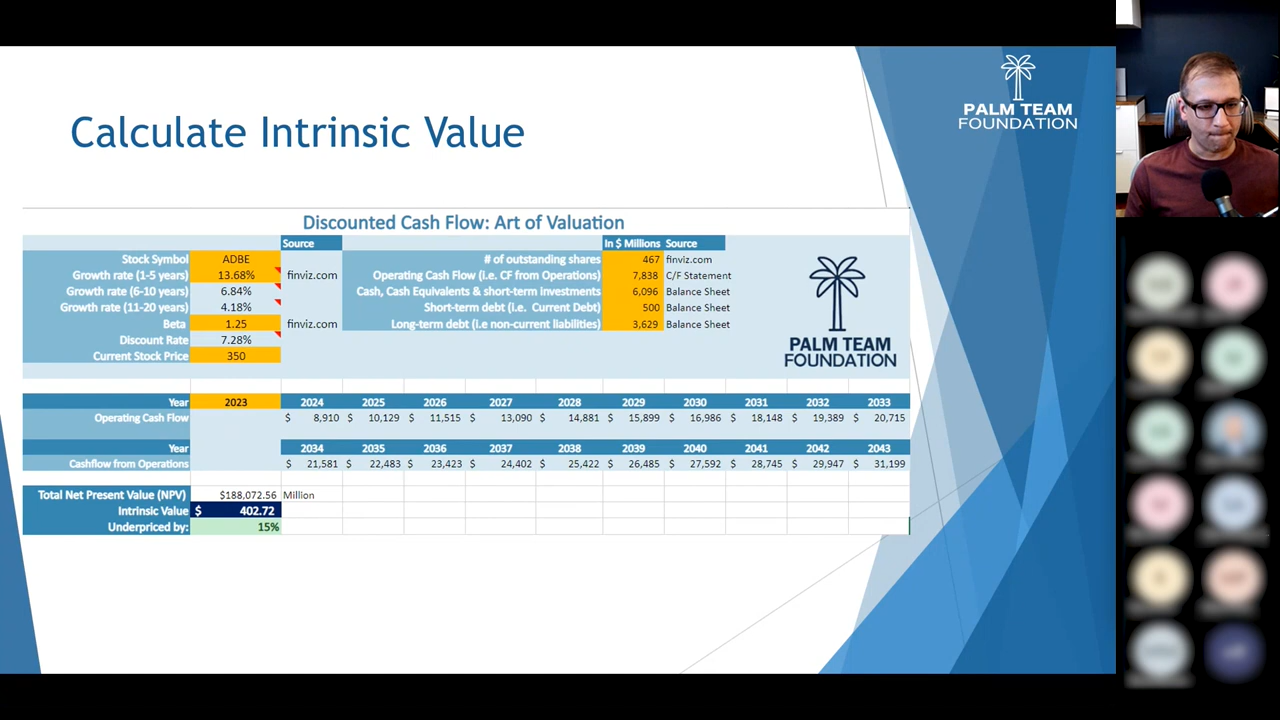 PALM TEAM
FOUNDATION
Calculate Intrinsic Value
Discounted Cash Flow: Art of Valuation
Source In $ Millions Source
Stock Symbol ADBE # of outstanding shares 467 finviz.com
Growth rate (1-5 years) 13.68% finviz.com Operating Cash Flow (i.e. CF from Operations) 7,838 C/F Statement
Growth rate (6-10 years) 6.84% Cash, Cash Equivalents & short-term investments 6,096 Balance Sheet
Growth rate (11-20 years) 4.18% Short-term debt (i.e. Current Debt) 500 Balance Sheet
Beta 1.25 finviz.com Long-term debt (i.e non-current liabilities) 3,629 Balance Sheet
Discount Rate 7.28%
Current Stock Price 350
PALM TEAM
FOUNDATION
Year 2023 2024 2025 2026 2027 2028 2029 2030 2031 2032 2033
Operating Cash Flow $ 8,910 $ 10,129 $ 11,515 $ 13,090 $ 14,881 $ 15,899 $ 16,986 $ 18,148 $ 19,389 $ 20,715
Year 2034 2035 2036 2037 2038 2039 2040 2041 2042 2043
Cashflow from Operations $ 21,581 $ 22,483 $ 23,423 $ 24,402 $ 25,422 $ 26,485 $ 27,592 $ 28,745 $ 29,947 $ 31,199
Total Net Present Value (NPV) $188,072.56 Million
Intrinsic Value $ 402.72
Underpriced by: 15%